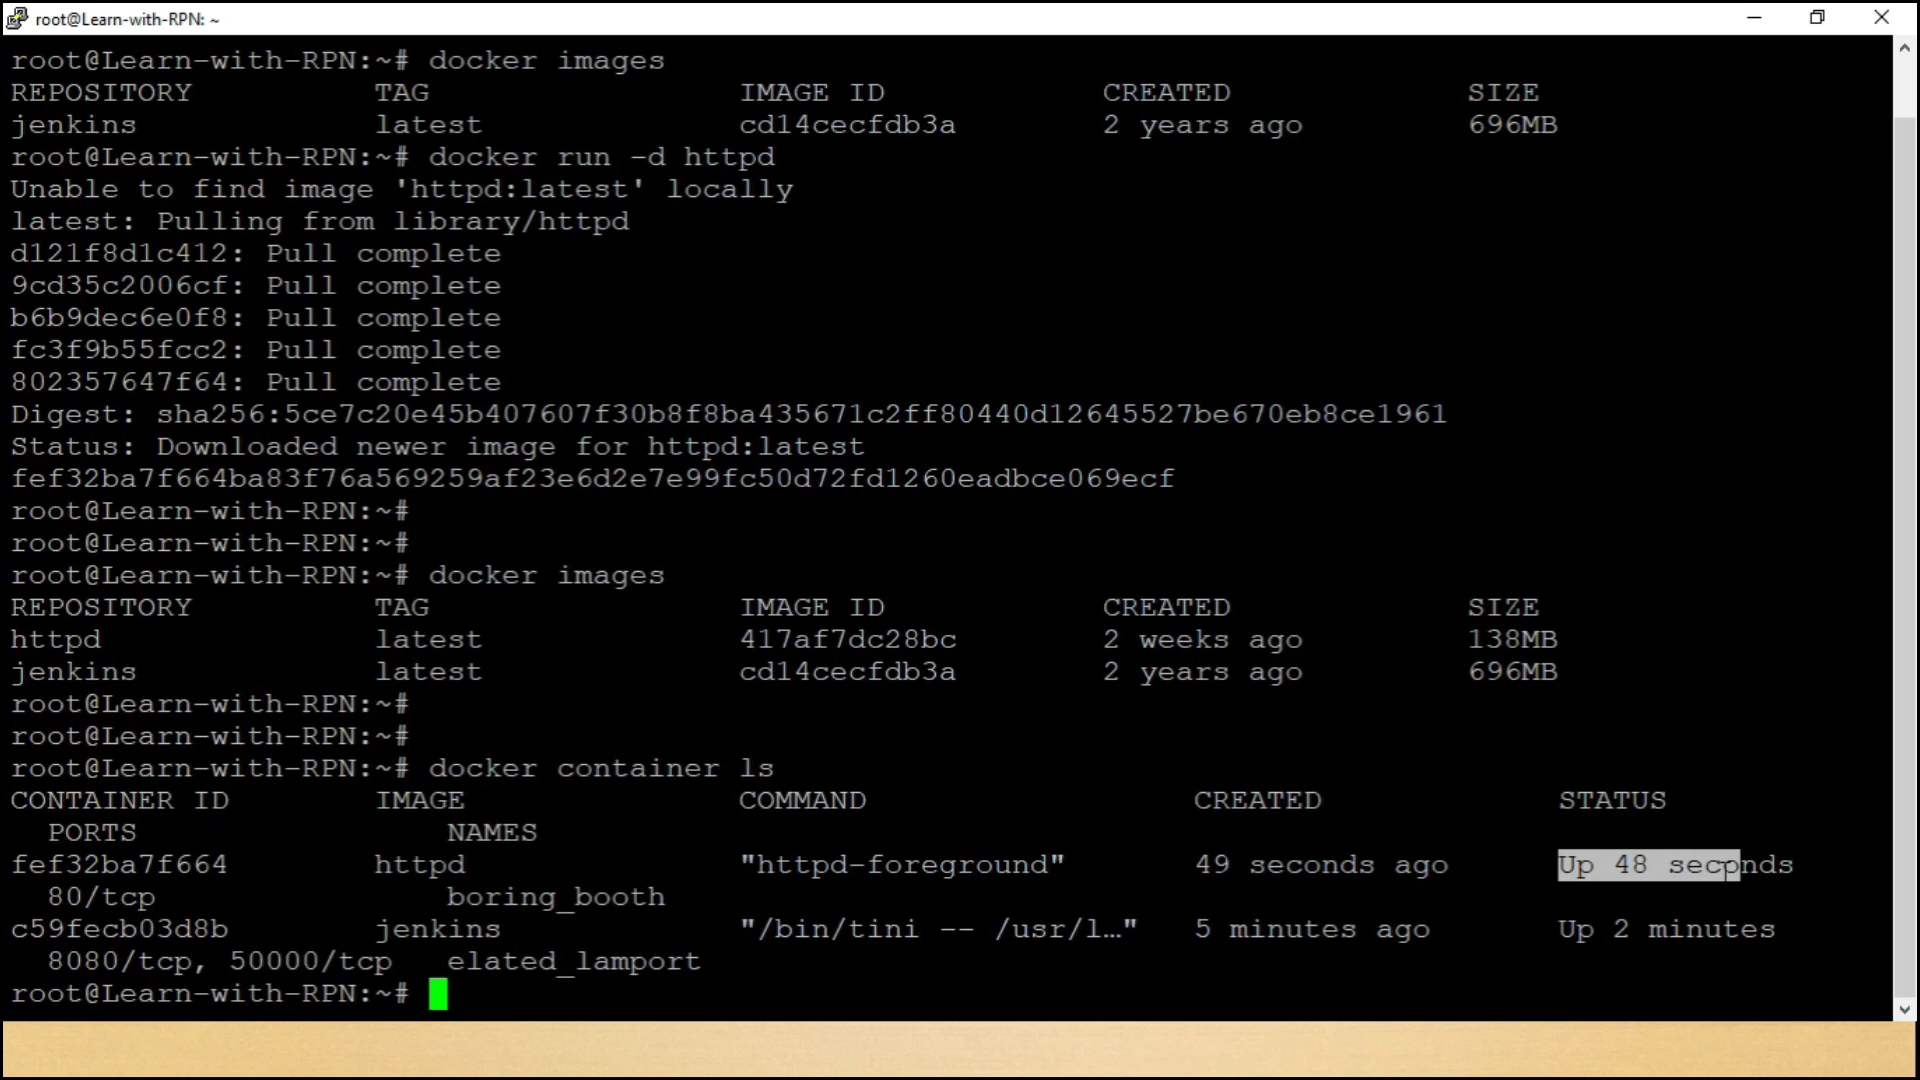 root@Learn-with-RPN: ~
root@Learn-with-RPN:~# docker images
REPOSITORY TAG IMAGE ID CREATED SIZE
jenkins latest cd14cecfdb3a 2 years ago 696MB
root@Learn-with-RPN:~# docker run -d httpd
Unable to find image 'httpd:latest' locally
latest: Pulling from library/httpd
d121f8d1c412: Pull complete
9cd35c2006cf: Pull complete
b6b9dec6e0f8: Pull complete
fc3f9b55fcc2: Pull complete
802357647f64: Pull complete
Digest: sha256:5ce7c20e45b407607f30b8f8ba435671c2ff80440d12645527be670eb8ce1961
Status: Downloaded newer image for httpd:latest
fef32ba7f664ba83f76a569259af23e6d2e7e99fc50d72fd1260eadbce069ecf
root@Learn-with-RPN:~#
root@Learn-with-RPN:~#
root@Learn-with-RPN:~# docker images
REPOSITORY TAG IMAGE ID CREATED SIZE
httpd latest 417af7dc28bc 2 weeks ago 138MB
jenkins latest cd14cecfdb3a 2 years ago 696MB
root@Learn-with-RPN:~#
root@Learn-with-RPN:~#
root@Learn-with-RPN:~# docker container ls
CONTAINER ID IMAGE COMMAND CREATED STATUS
PORTS NAMES
fef32ba7f664 httpd "httpd-foreground" 49 seconds ago Up 48 seconds
80/tcp boring_booth
c59fecb03d8b jenkins "/bin/tini -- /usr/l…" 5 minutes ago Up 2 minutes
8080/tcp, 50000/tcp elated_lamport
root@Learn-with-RPN:~#